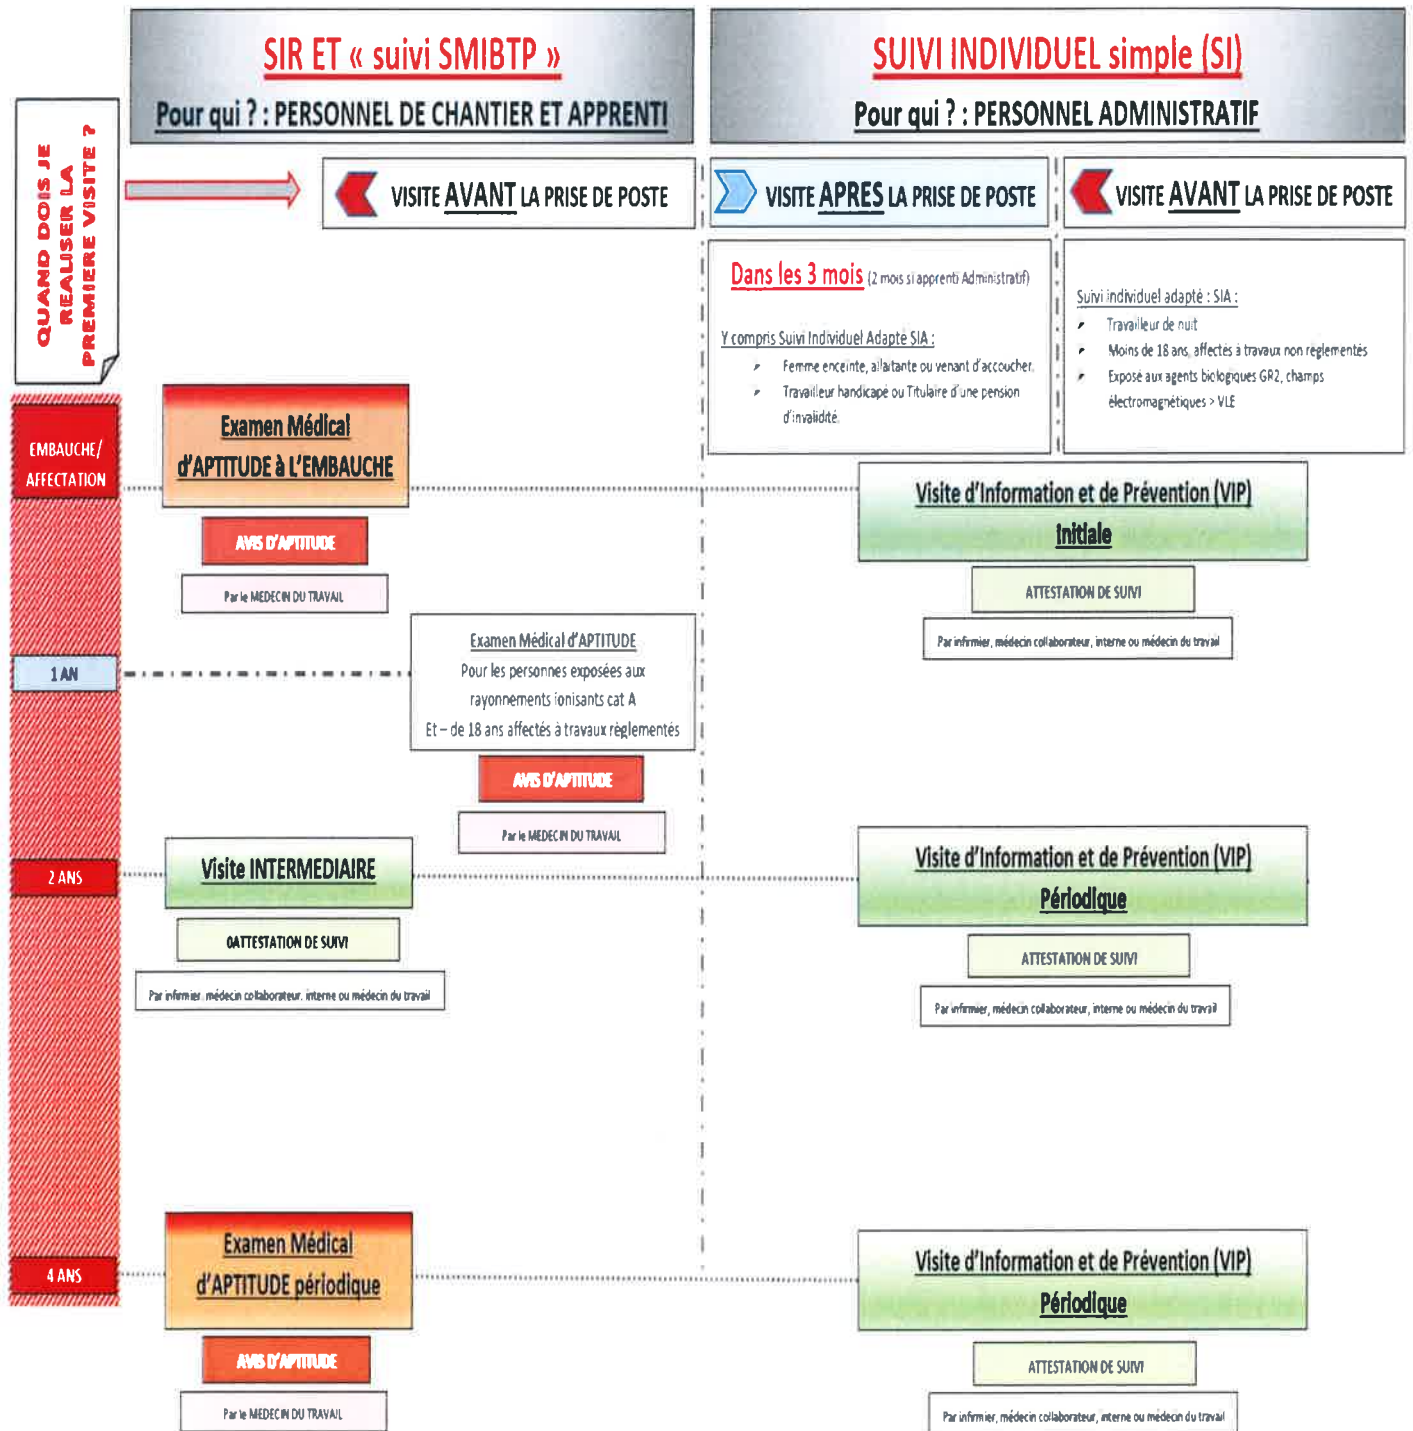 SIR ET « suivi SMIBTP »
Pour qui ? : PERSONNEL DE CHANTIER ET APPRENTI
SUIVI INDIVIDUEL simple (SI)
Pour qui ? : PERSONNEL ADMINISTRATIF
QUAND DOIS JE
REALISER LA
PREMIERE VISITE ?
VISITE AVANT LA PRISE DE POSTE
VISITE APRES LA PRISE DE POSTE
VISITE AVANT LA PRISE DE POSTE
Dans les 3 mois (2 mois si apprenti Administratif)
Y compris Suivi Individuel Adapté SIA :
Femme enceinte, allaitante ou venant d'accoucher.
Travailleur handicapé ou Titulaire d'une pension
d'invalidité.
Suivi individuel adapté : SIA :
Travailleur de nuit
Moins de 18 ans, affectés à travaux non réglementés
Exposé aux agents biologiques GR2, champs
électromagnétiques > VLE
EMBAUCHE/
AFFECTATION
Examen Médical
d'APTITUDE à L'EMBAUCHE
AVIS D'APTITUDE
Par le MEDECIN DU TRAVAIL
Visite d'Information et de Prévention (VIP)
Initiale
ATTESTATION DE SUIVI
Par infirmier, médecin collaborateur, interne ou médecin du travail
1 AN
Examen Médical d'APTITUDE
Pour les personnes exposées aux
rayonnements ionisants cat A
Et – de 18 ans affectés à travaux règlementés
AVIS D'APTITUDE
Par le MEDECIN DU TRAVAIL
2 ANS
Visite INTERMEDIAIRE
0ATTESTATION DE SUIVI
Par infirmier, médecin collaborateur, interne ou médecin du travail
Visite d'Information et de Prévention (VIP)
Périodique
ATTESTATION DE SUIVI
Par infirmier, médecin collaborateur, interne ou médecin du travail
4 ANS
Examen Médical
d'APTITUDE périodique
AVIS D'APTITUDE
Par le MEDECIN DU TRAVAIL
Visite d'Information et de Prévention (VIP)
Périodique
ATTESTATION DE SUIVI
Par infirmier, médecin collaborateur, interne ou médecin du travail